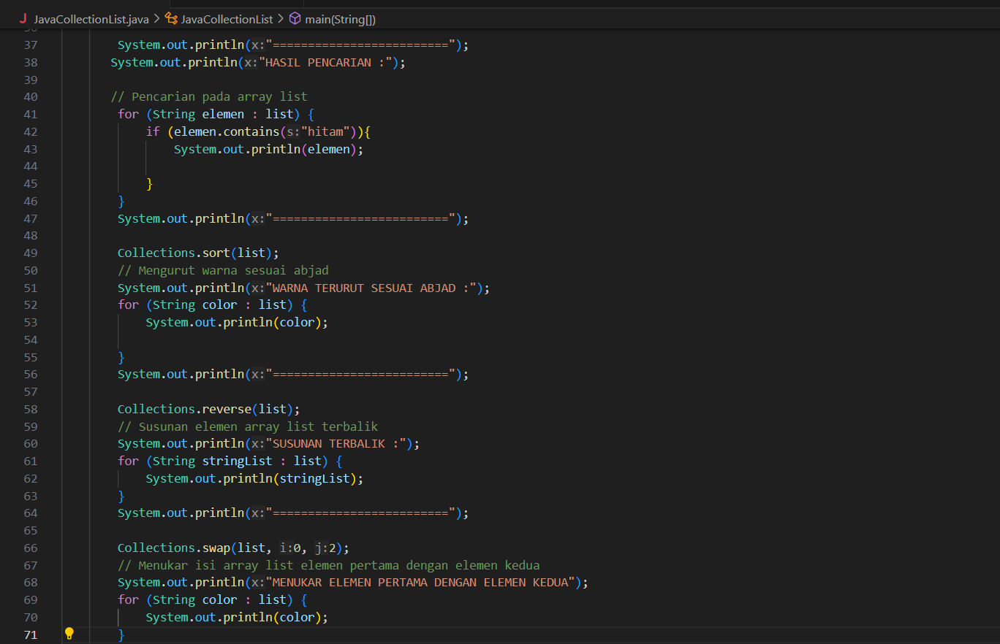 JavaCollectionList.java > JavaCollectionList > main(String[])
37 System.out.println(x:"=========================");
38 System.out.println(x:"HASIL PENCARIAN :");
39
40 // Pencarian pada array list
41 for (String elemen : list) {
42 if (elemen.contains(s:"hitam")){
43 System.out.println(elemen);
44
45 }
46 }
47 System.out.println(x:"=========================");
48
49 Collections.sort(list);
50 // Mengurut warna sesuai abjad
51 System.out.println(x:"WARNA TERURUT SESUAI ABJAD :");
52 for (String color : list) {
53 System.out.println(color);
54
55 }
56 System.out.println(x:"=========================");
57
58 Collections.reverse(list);
59 // Susunan elemen array list terbalik
60 System.out.println(x:"SUSUNAN TERBALIK :");
61 for (String stringList : list) {
62 System.out.println(stringList);
63 }
64 System.out.println(x:"=========================");
65
66 Collections.swap(list, i:0, j:2);
67 // Menukar isi array list elemen pertama dengan elemen kedua
68 System.out.println(x:"MENUKAR ELEMEN PERTAMA DENGAN ELEMEN KEDUA");
69 for (String color : list) {
70 System.out.println(color);
71 }